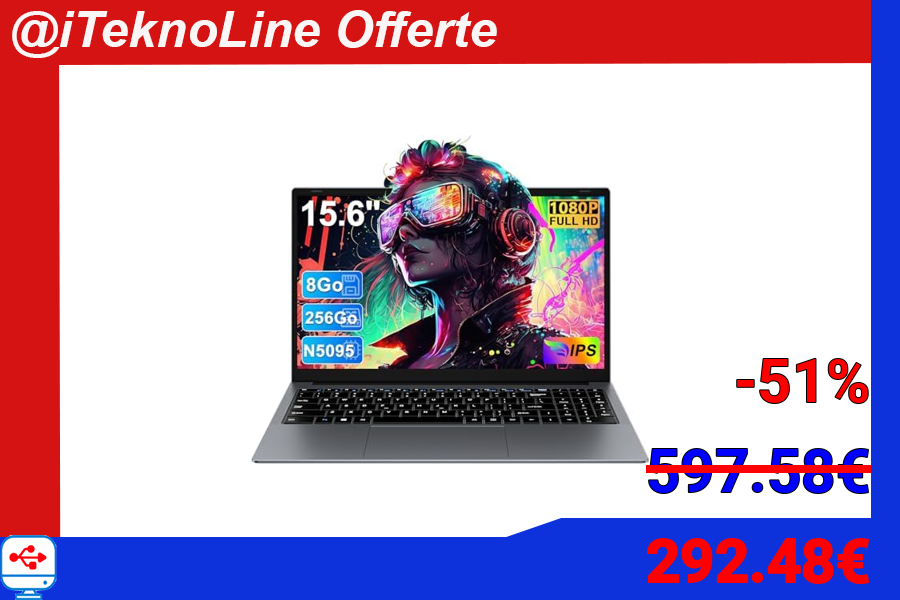 @iTeknoLine Offerte
15.6"
1080P
FULL HD
8Go
256Go
N5095
IPS
-51%
597.58€
292.48€